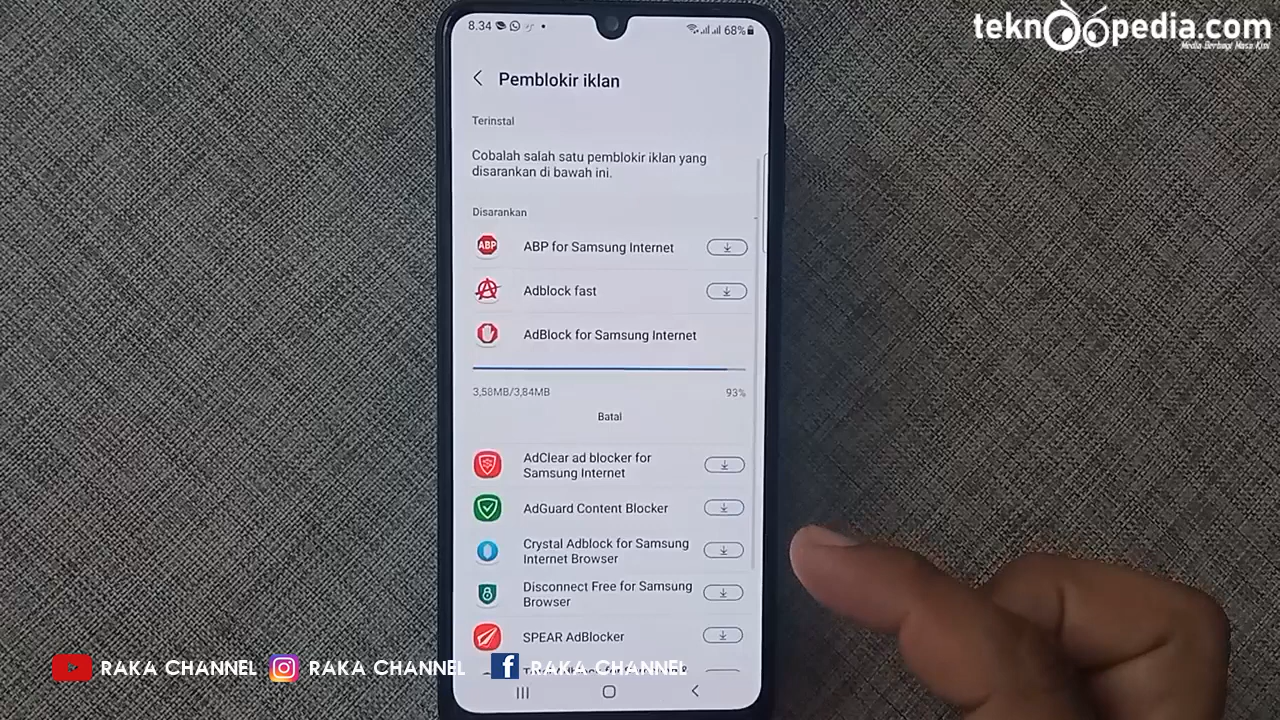 teknopedia.com
Media Berbagi Masa Kini
8.34
68%
Pemblokir iklan
Terinstal
Cobalah salah satu pemblokir iklan yang
disarankan di bawah ini.
Disarankan
ABP
ABP for Samsung Internet
Adblock fast
AdBlock for Samsung Internet
3,58MB/3,84MB
93%
Batal
AdClear ad blocker for
Samsung Internet
AdGuard Content Blocker
Crystal Adblock for Samsung
Internet Browser
Disconnect Free for Samsung
Browser
SPEAR AdBlocker
RAKA CHANNEL
RAKA CHANNEL
RAKA CHANNEL